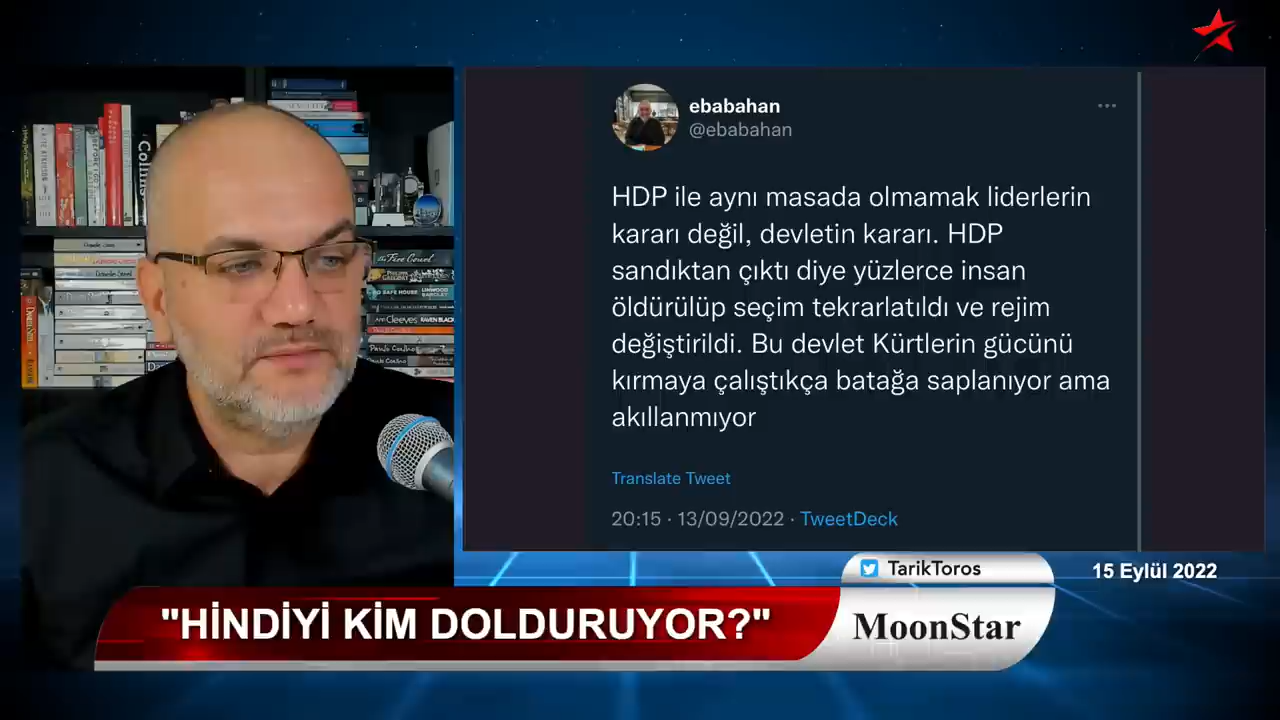 ebabahan
@ebabahan
HDP ile aynı masada olmamak liderlerin
kararı değil, devletin kararı. HDP
sandıktan çıktı diye yüzlerce insan
öldürülüp seçim tekrarlatıldı ve rejim
değiştirildi. Bu devlet Kürtlerin gücünü
kırmaya çalıştıkça batağa saplanıyor ama
akıllanmıyor
Translate Tweet
20:15 · 13/09/2022 · TweetDeck
TarikToros
15 Eylül 2022
"HİNDİYİ KİM DOLDURUYOR?"
MoonStar